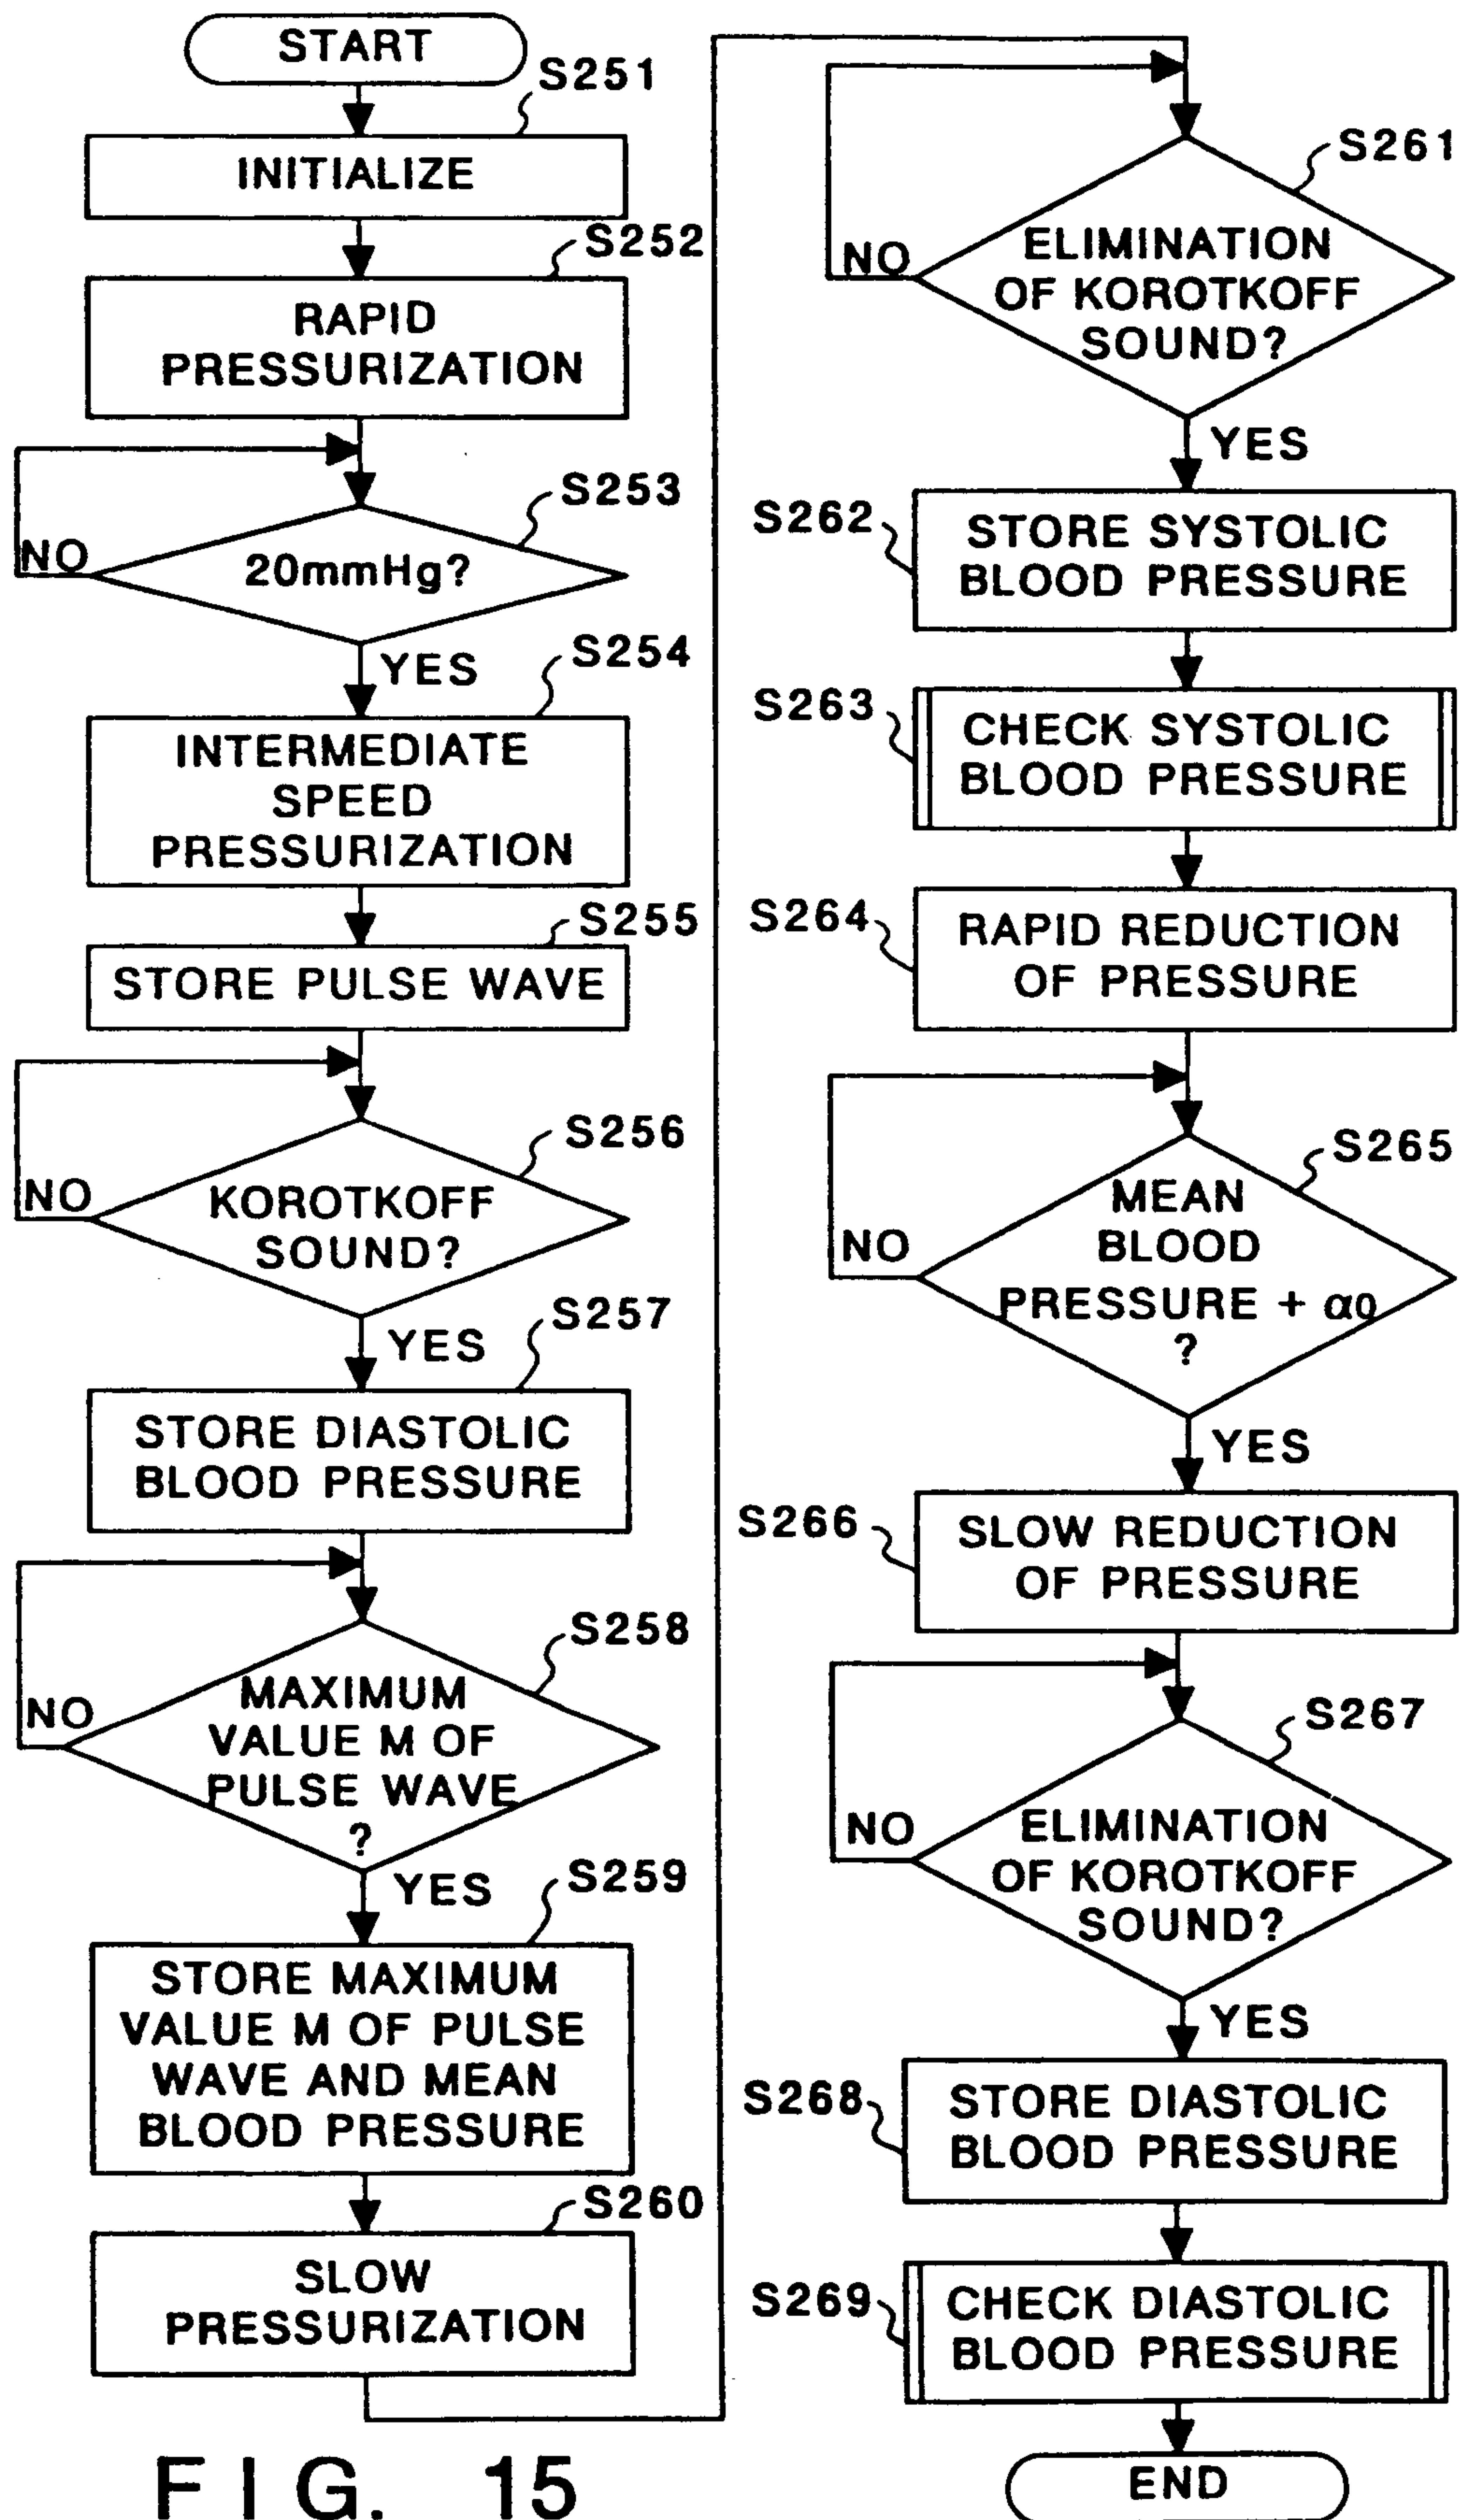 START
S251
INITIALIZE
S252
RAPID
PRESSURIZATION
S253
NO
20mmHg?
YES
S254
INTERMEDIATE
SPEED
PRESSURIZATION
S255
STORE PULSE WAVE
S256
NO
KOROTKOFF
SOUND?
YES
S257
STORE DIASTOLIC
BLOOD PRESSURE
S258
NO
MAXIMUM
VALUE M OF
PULSE WAVE
?
YES
S259
STORE MAXIMUM
VALUE M OF PULSE
WAVE AND MEAN
BLOOD PRESSURE
S260
SLOW
PRESSURIZATION
S261
NO
ELIMINATION
OF KOROTKOFF
SOUND?
YES
S262
STORE SYSTOLIC
BLOOD PRESSURE
S263
CHECK SYSTOLIC
BLOOD PRESSURE
S264
RAPID REDUCTION
OF PRESSURE
S265
NO
MEAN
BLOOD
PRESSURE + α0
?
YES
S266
SLOW REDUCTION
OF PRESSURE
S267
NO
ELIMINATION
OF KOROTKOFF
SOUND?
YES
S268
STORE DIASTOLIC
BLOOD PRESSURE
S269
CHECK DIASTOLIC
BLOOD PRESSURE
END
FIG. 15